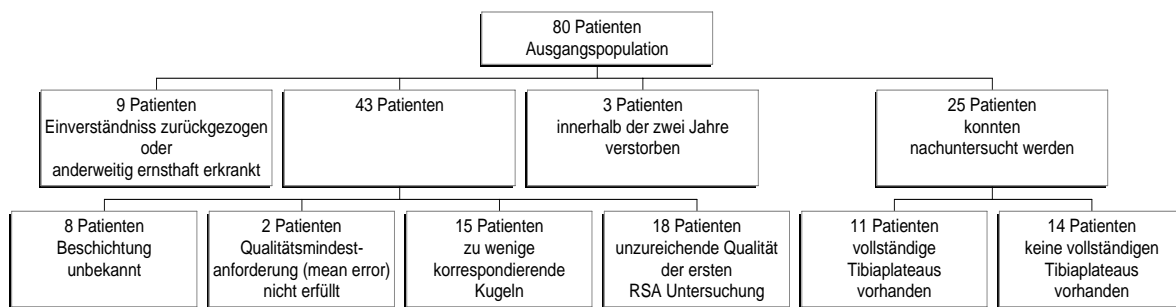 80 Patienten
Ausgangspopulation
9 Patienten
Einverständniss zurückgezogen
oder
anderweitig ernsthaft erkrankt
43 Patienten
3 Patienten
innerhalb der zwei Jahre
verstorben
25 Patienten
konnten
nachuntersucht werden
8 Patienten
Beschichtung
unbekannt
2 Patienten
Qualitätsmindest-
anforderung (mean error)
nicht erfüllt
15 Patienten
zu wenige
korrespondierende
Kugeln
18 Patienten
unzureichende Qualität
der ersten
RSA Untersuchung
11 Patienten
vollständige
Tibiaplateaus
vorhanden
14 Patienten
keine vollständigen
Tibiaplateaus
vorhanden